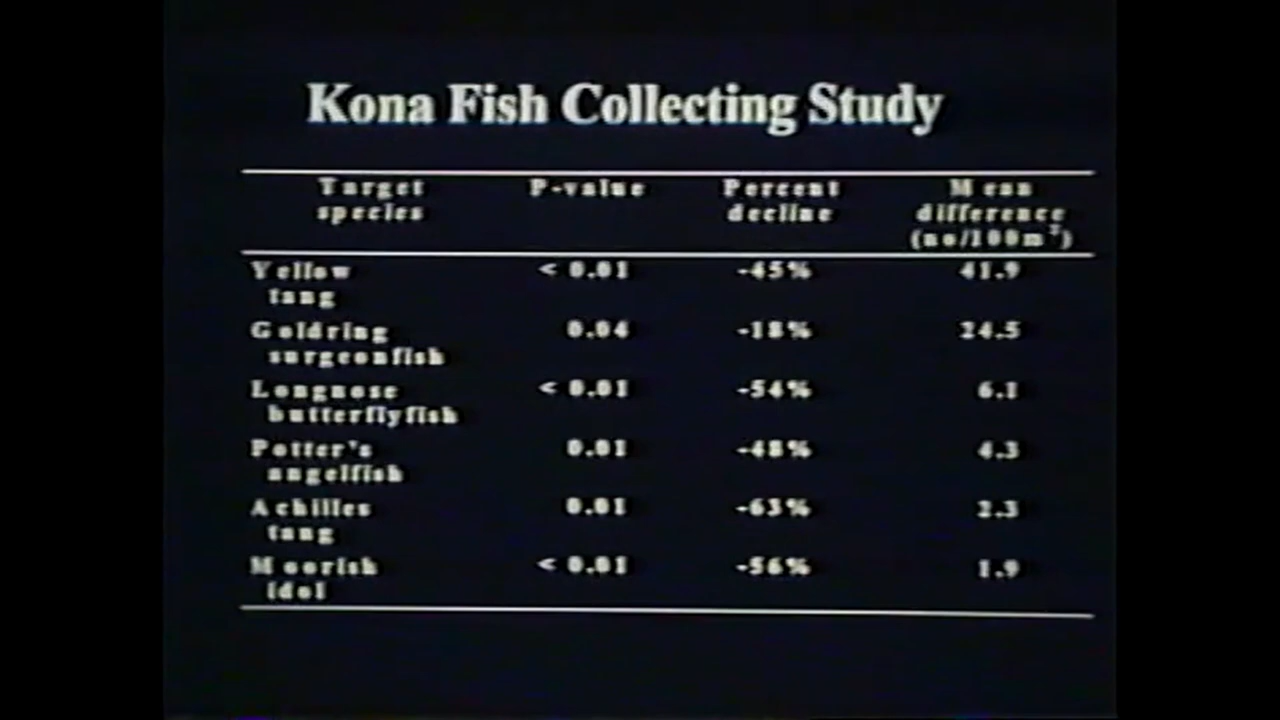 Kona Fish Collecting Study
Target species P-value Percent decline Mean difference (no/100m²)
Yellow tang < 0.01 -45% 41.9
Goldring surgeonfish 0.04 -18% 24.5
Longnose butterflyfish < 0.01 -54% 6.1
Potter's angelfish 0.01 -48% 4.3
Achilles tang 0.01 -63% 2.3
Moorish idol < 0.01 -56% 1.9